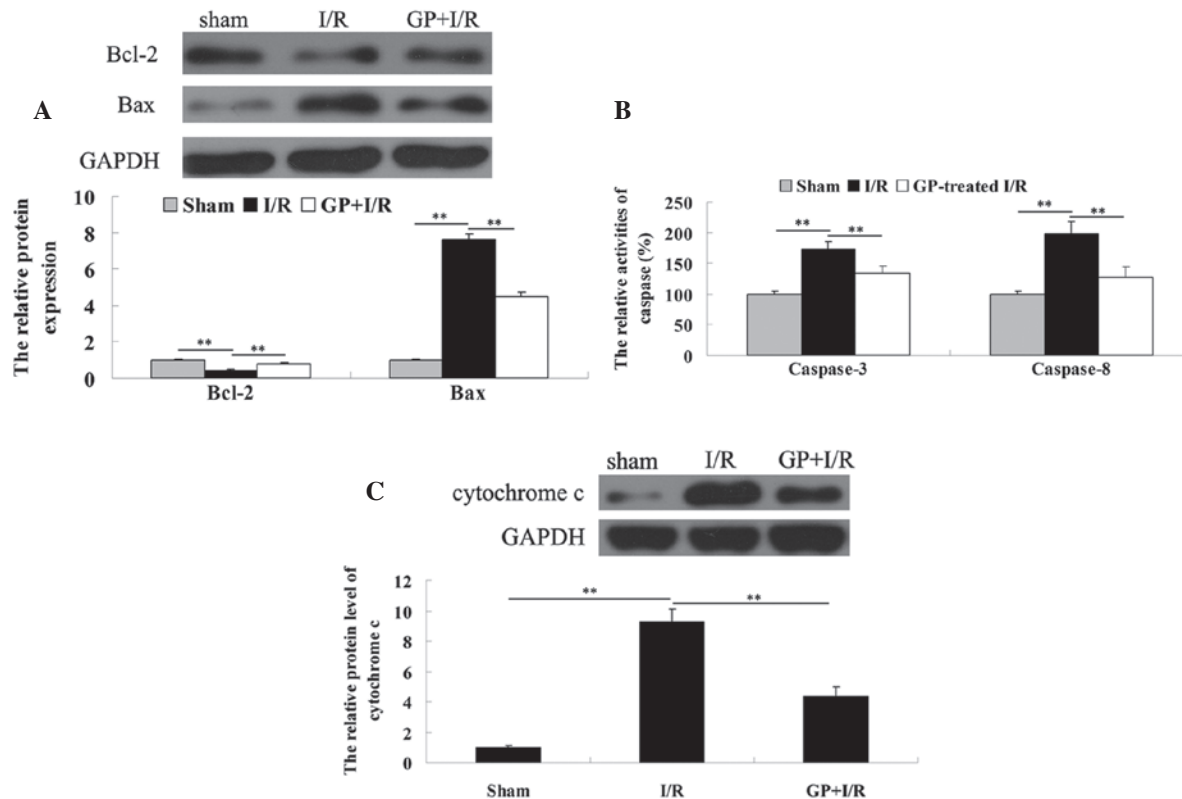 A
sham I/R GP+I/R
Bcl-2
Bax
GAPDH
The relative protein
expression
10
8
6
4
2
0
Sham I/R GP+I/R
** ** ** **
Bcl-2 Bax
B
Sham I/R GP-treated I/R
The relative activities of
caspase (%)
250
200
150
100
50
0
** ** ** **
Caspase-3 Caspase-8
C
sham I/R GP+I/R
cytochrome c
GAPDH
The relative protein level of
cytochrome c
12
10
8
6
4
2
0
** **
Sham I/R GP+I/R